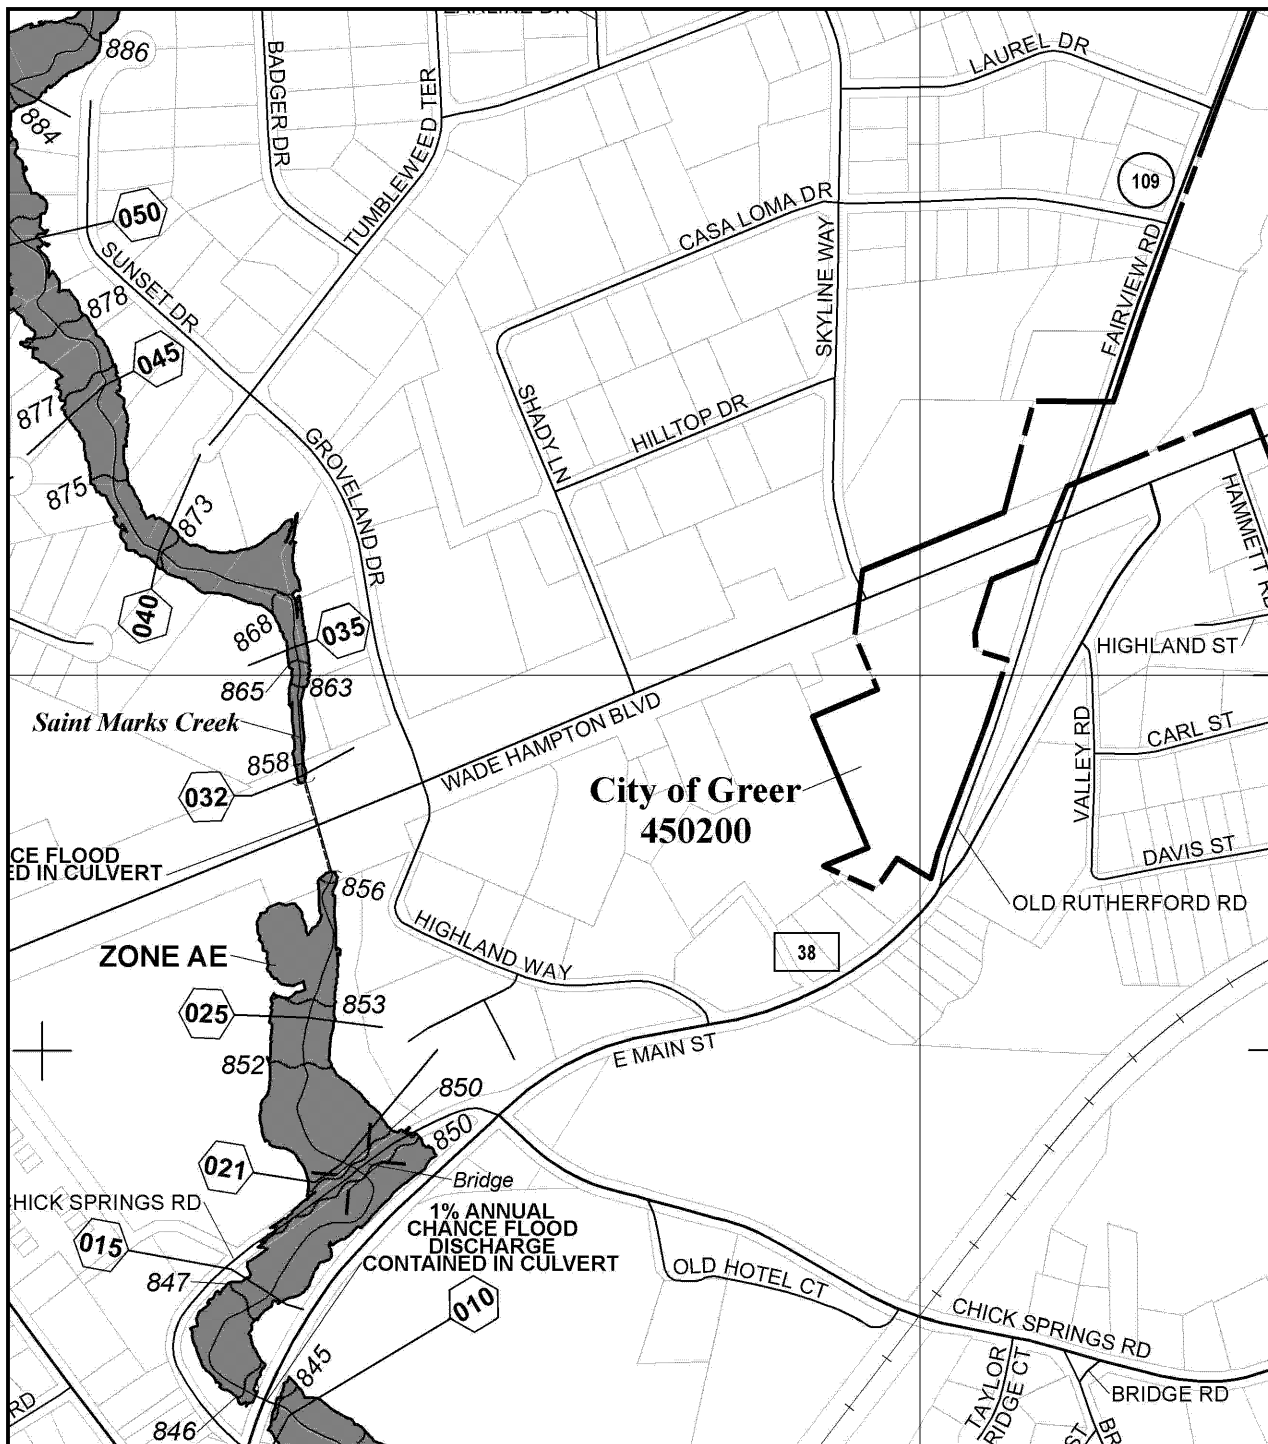 EARLINE DR
886
LAUREL DR
BADGER DR
TUMBLEWEED TER
884
109
050
CASA LOMA DR
SKYLINE WAY
FAIRVIEW RD
SUNSET DR
878
045
877
SHADY LN
HILLTOP DR
GROVELAND DR
875
873
HAMMETT RD
040
868
035
HIGHLAND ST
865
863
Saint Marks Creek
WADE HAMPTON BLVD
VALLEY RD
CARL ST
858
032
City of Greer
450200
CE FLOOD
ED IN CULVERT
DAVIS ST
856
OLD RUTHERFORD RD
HIGHLAND WAY
38
ZONE AE
853
025
E MAIN ST
852
850
850
021
Bridge
HICK SPRINGS RD
1% ANNUAL
CHANCE FLOOD
DISCHARGE
CONTAINED IN CULVERT
015
847
OLD HOTEL CT
010
CHICK SPRINGS RD
845
TAYLOR
RIDGE CT
BRIDGE RD
RD
846
ST
BR